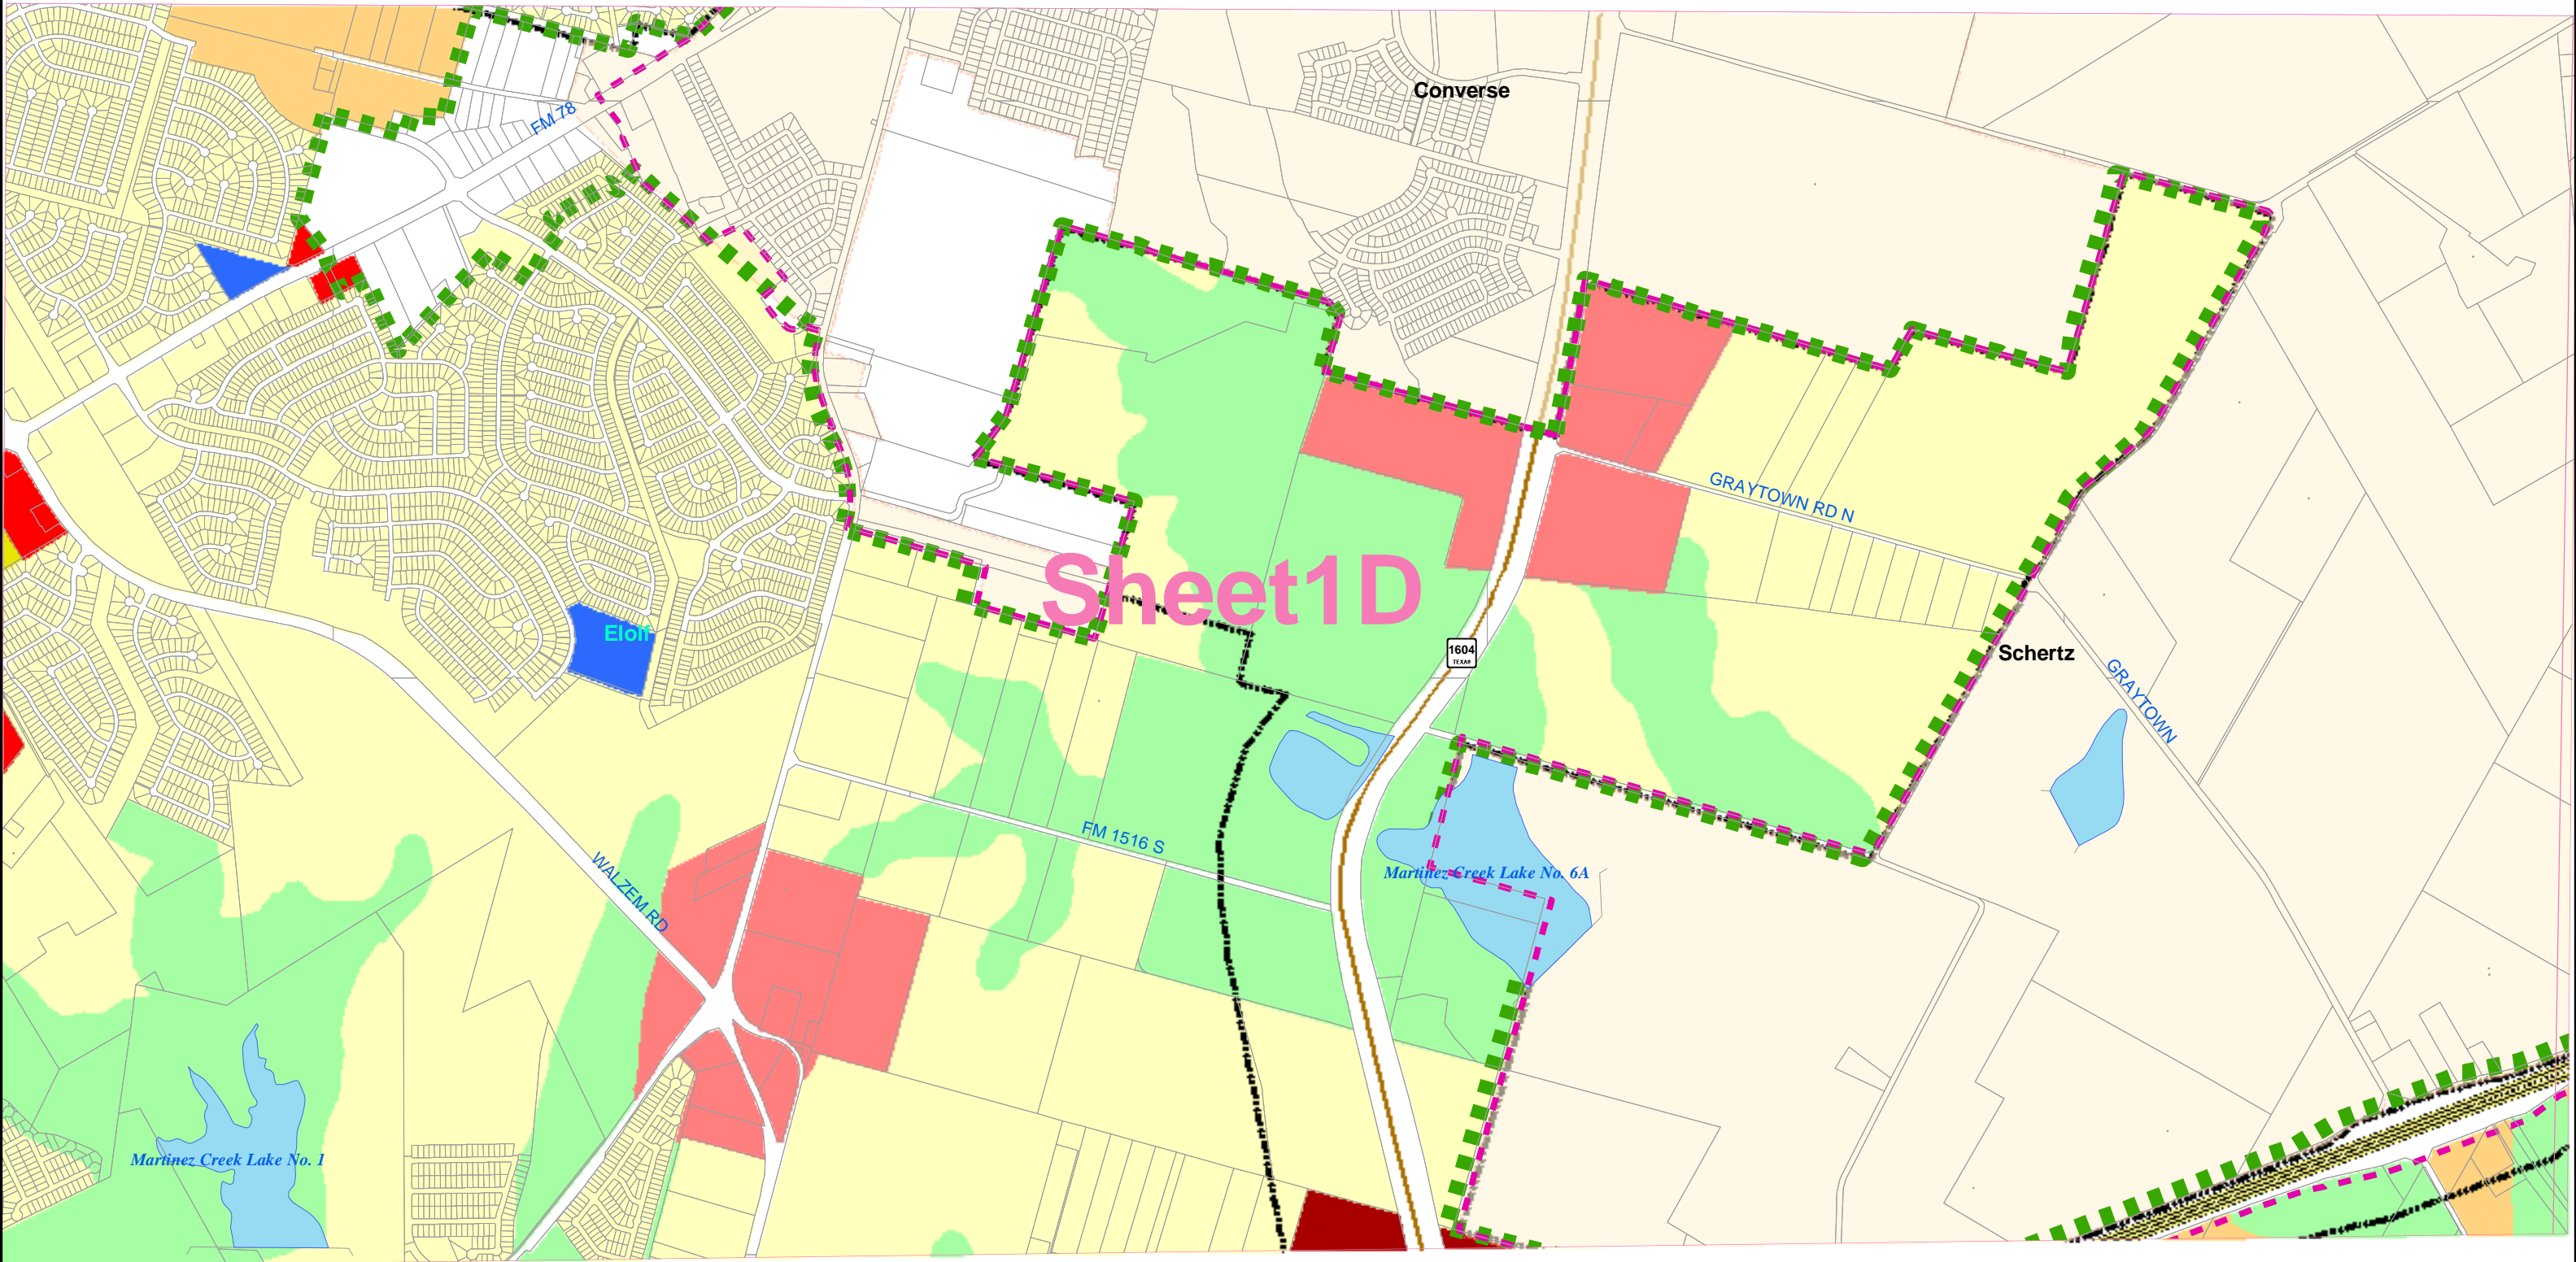 Converse
FM 78
GRAYTOWN RD N
Sheet1D
Elolf
1604
TEXAS
Schertz
GRAYTOWN
FM 1516 S
WALZEM RD
Martinez Creek Lake No. 6A
Martinez Creek Lake No. 1